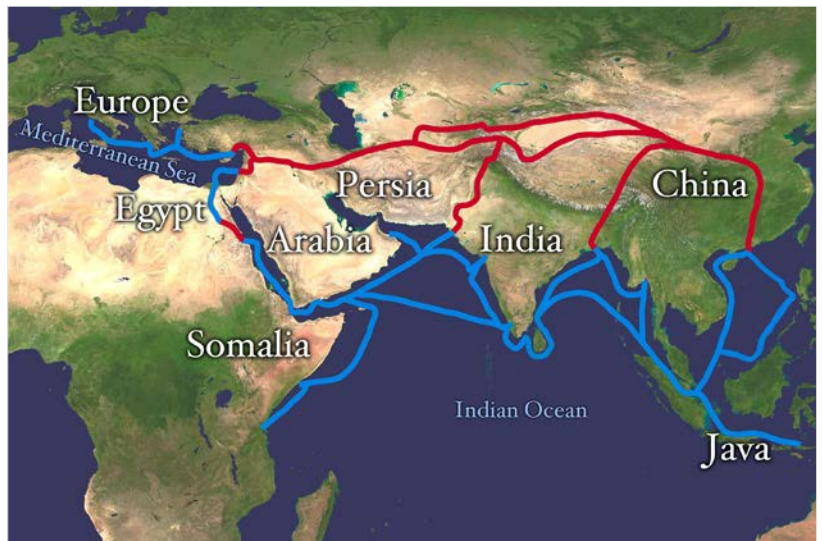 Europe
Mediterranean Sea
Egypt
Persia
China
Arabia
India
Somalia
Indian Ocean
Java